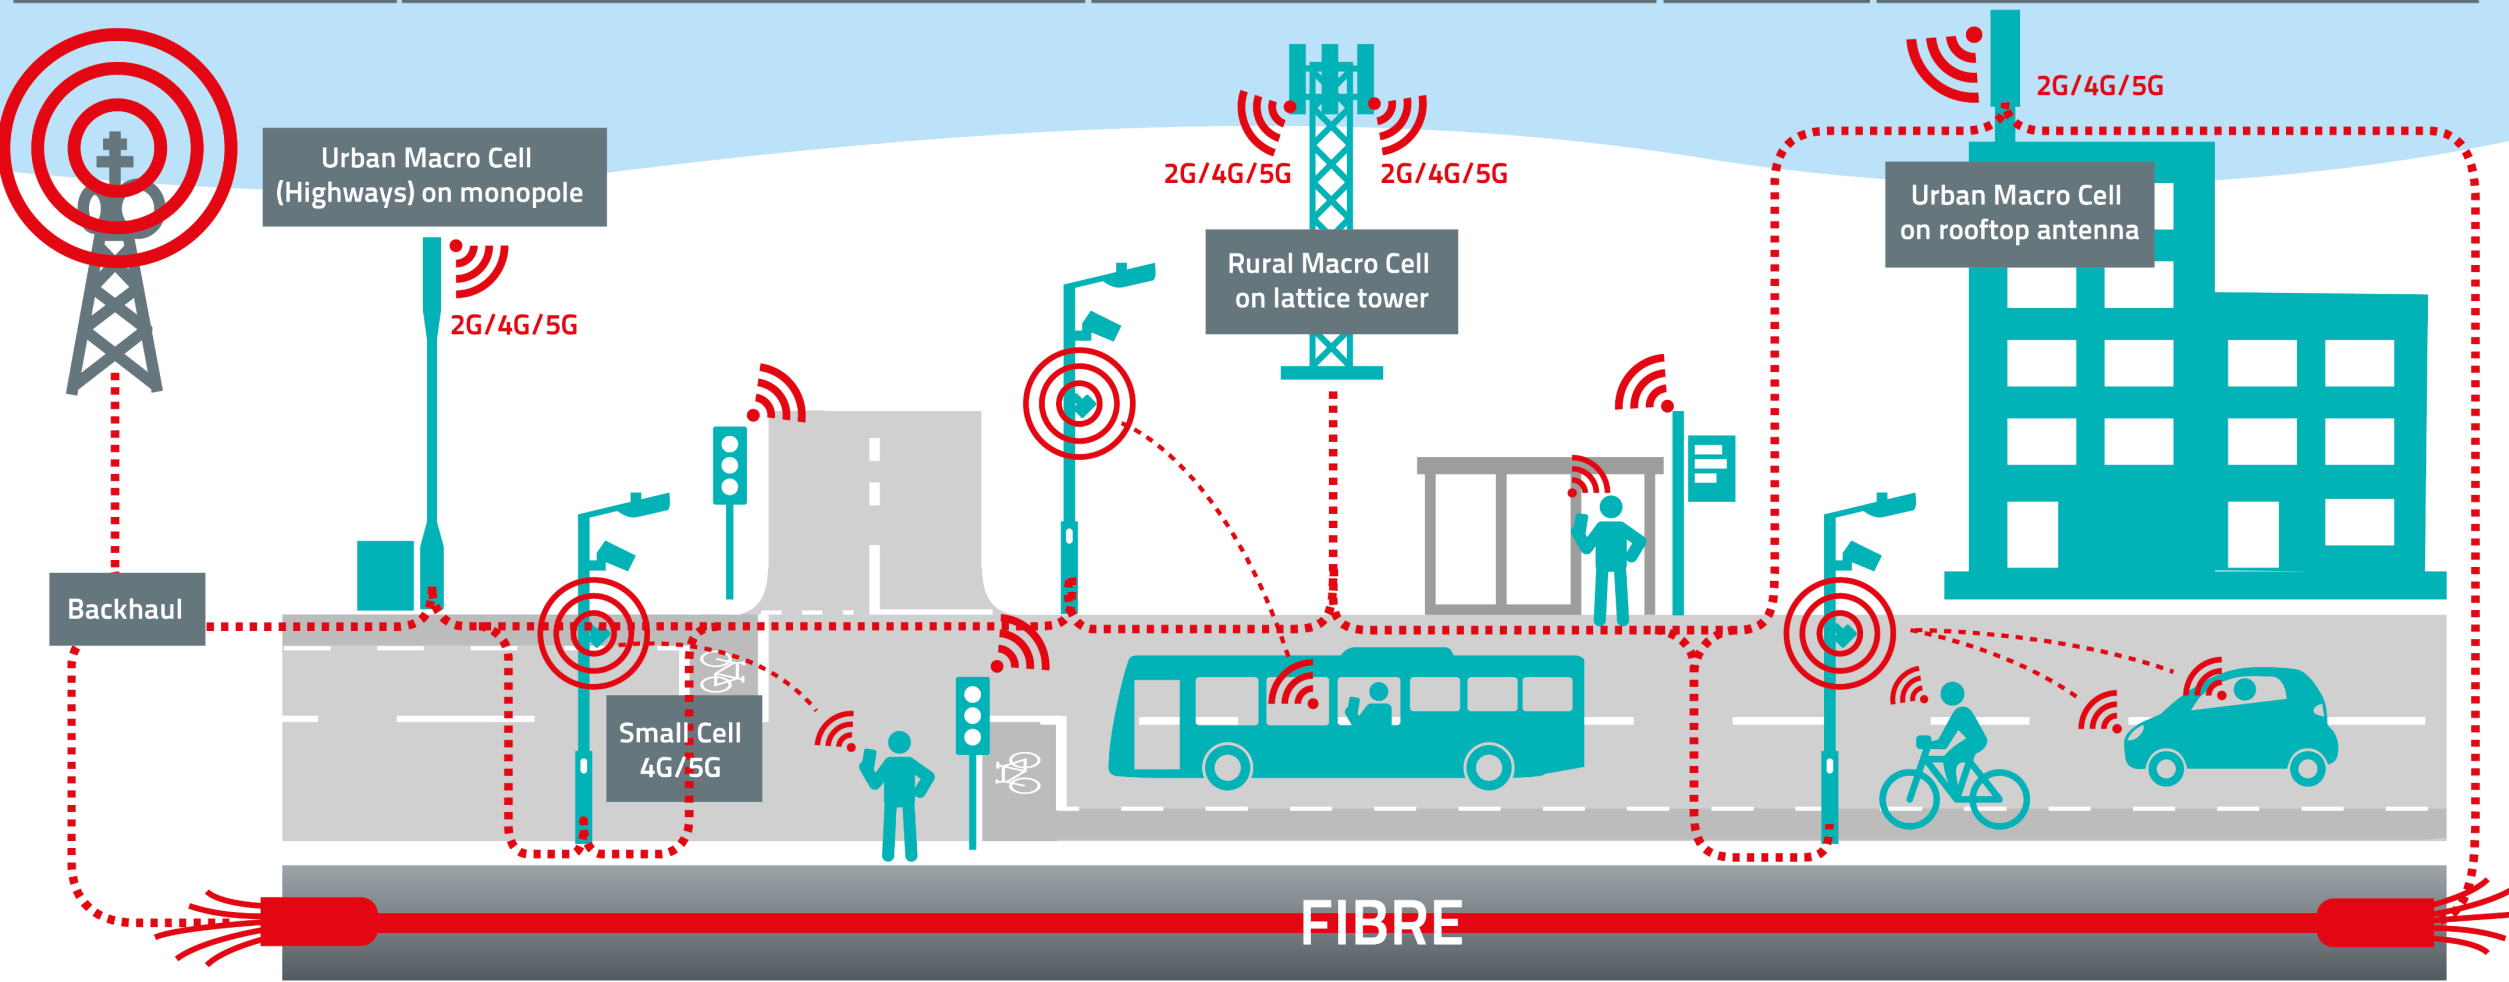 Urban Macro Cell
(Highways) on monopole
2G/4G/5G
2G/4G/5G
2G/4G/5G
Rural Macro Cell
on lattice tower
2G/4G/5G
Urban Macro Cell
on rooftop antenna
Backhaul
Small Cell
4G/5G
FIBRE